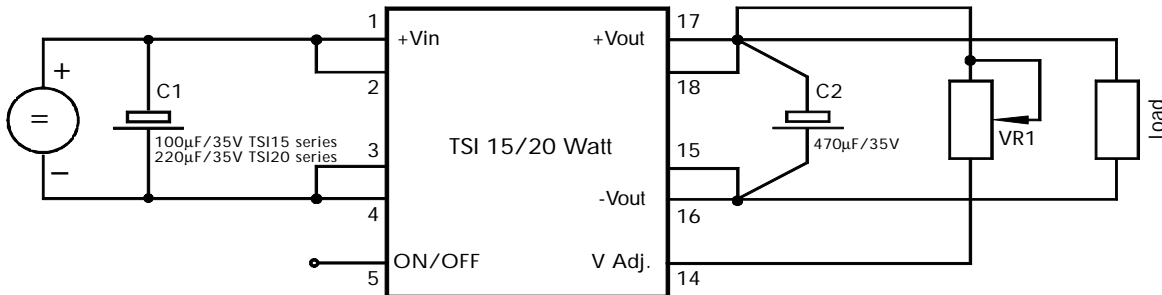 1
17
+Vin
+Vout
+
2
18
C1
C2
=
100µF/35V TSI15 series
220µF/35V TSI20 series
3
TSI 15/20 Watt
15
470µF/35V
VR1
Load
−
-Vout
4
16
ON/OFF
V Adj.
5
14